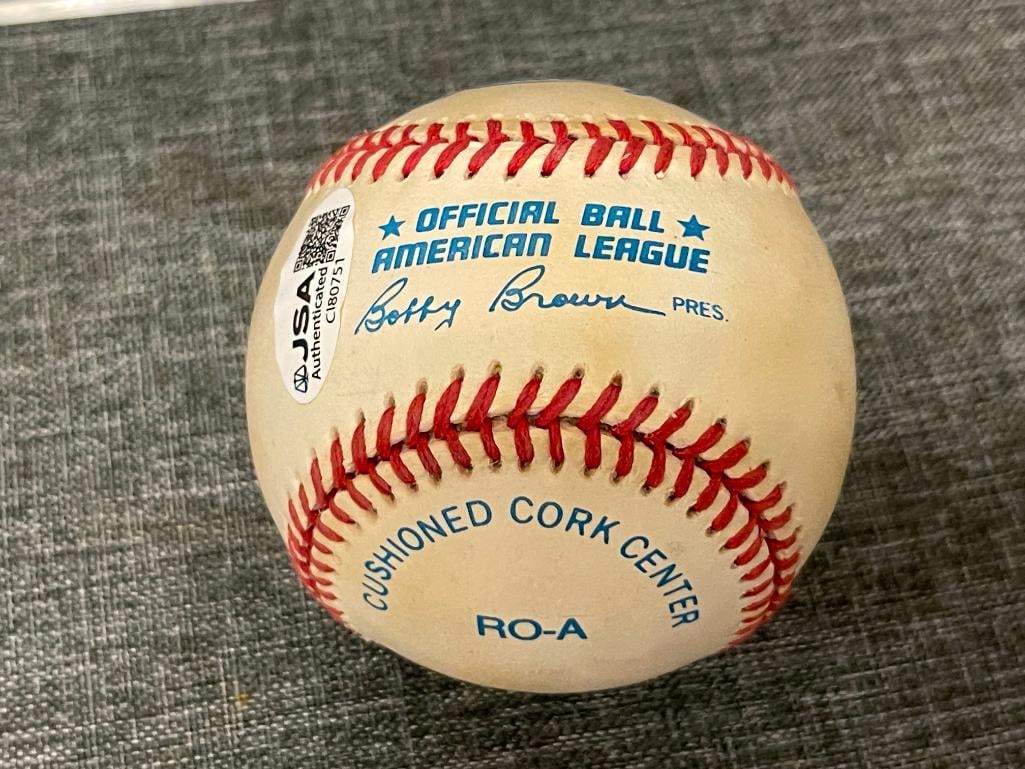 ★ OFFICIAL BALL ★
AMERICAN LEAGUE
Bobby Brown PRES.
JSA
Authenticated
CI80751
CUSHIONED CORK CENTER
RO-A